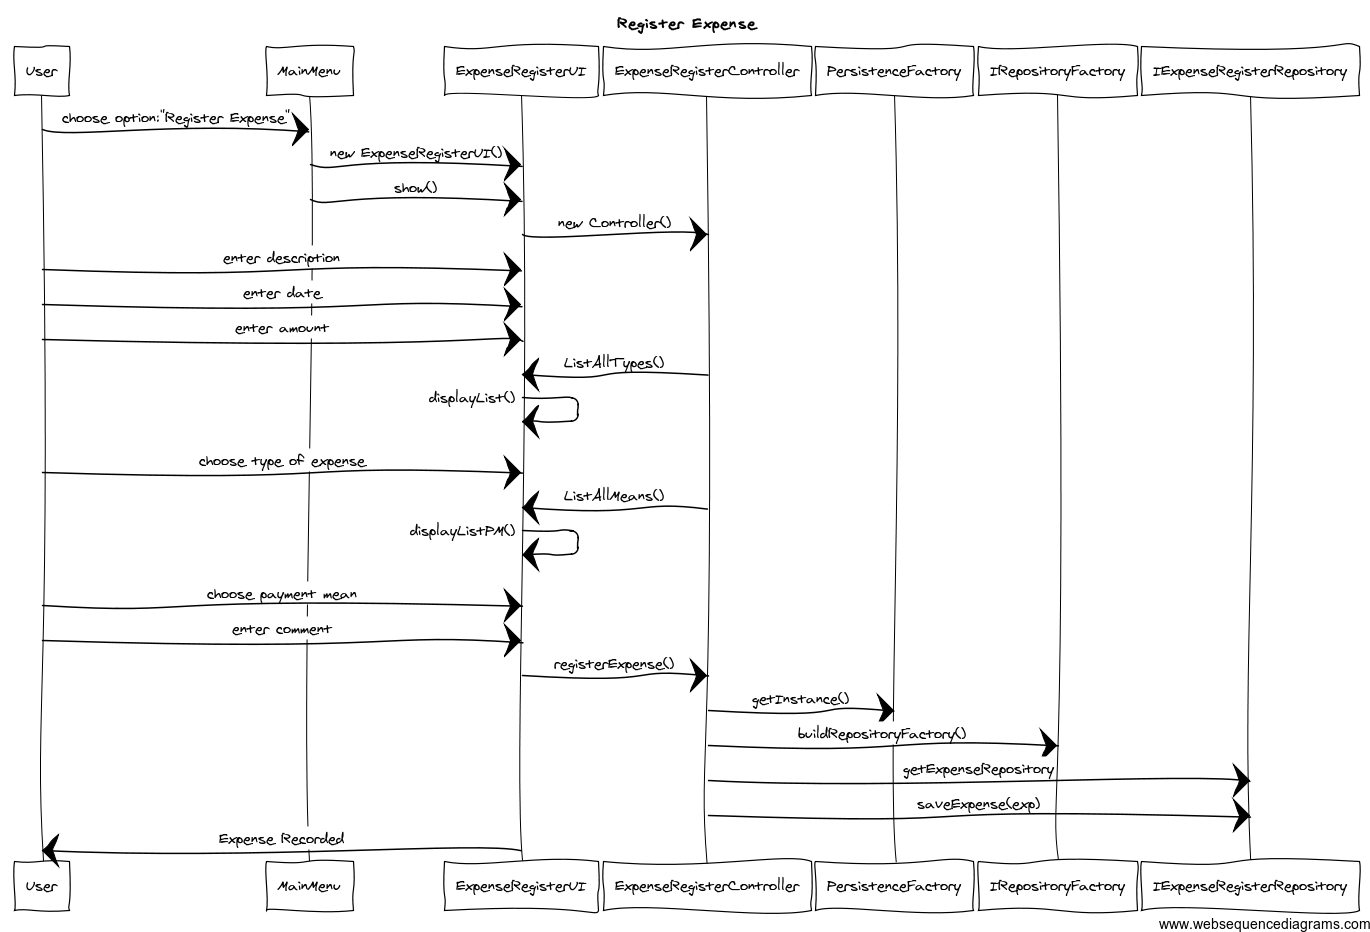 Register Expense
User
MainMenu
ExpenseRegisterUI
ExpenseRegisterController
PersistenceFactory
IRepositoryFactory
IExpenseRegisterRepository
choose option:"Register Expense"
new ExpenseRegisterUI()
show()
new Controller()
enter description
enter date
enter amount
ListAllTypes()
displayList()
choose type of expense
ListAllMeans()
displayListPM()
choose payment mean
enter comment
registerExpense()
getInstance()
buildRepositoryFactory()
getExpenseRepository
saveExpense(exp)
Expense Recorded
User
MainMenu
ExpenseRegisterUI
ExpenseRegisterController
PersistenceFactory
IRepositoryFactory
IExpenseRegisterRepository
www.websequencediagrams.com